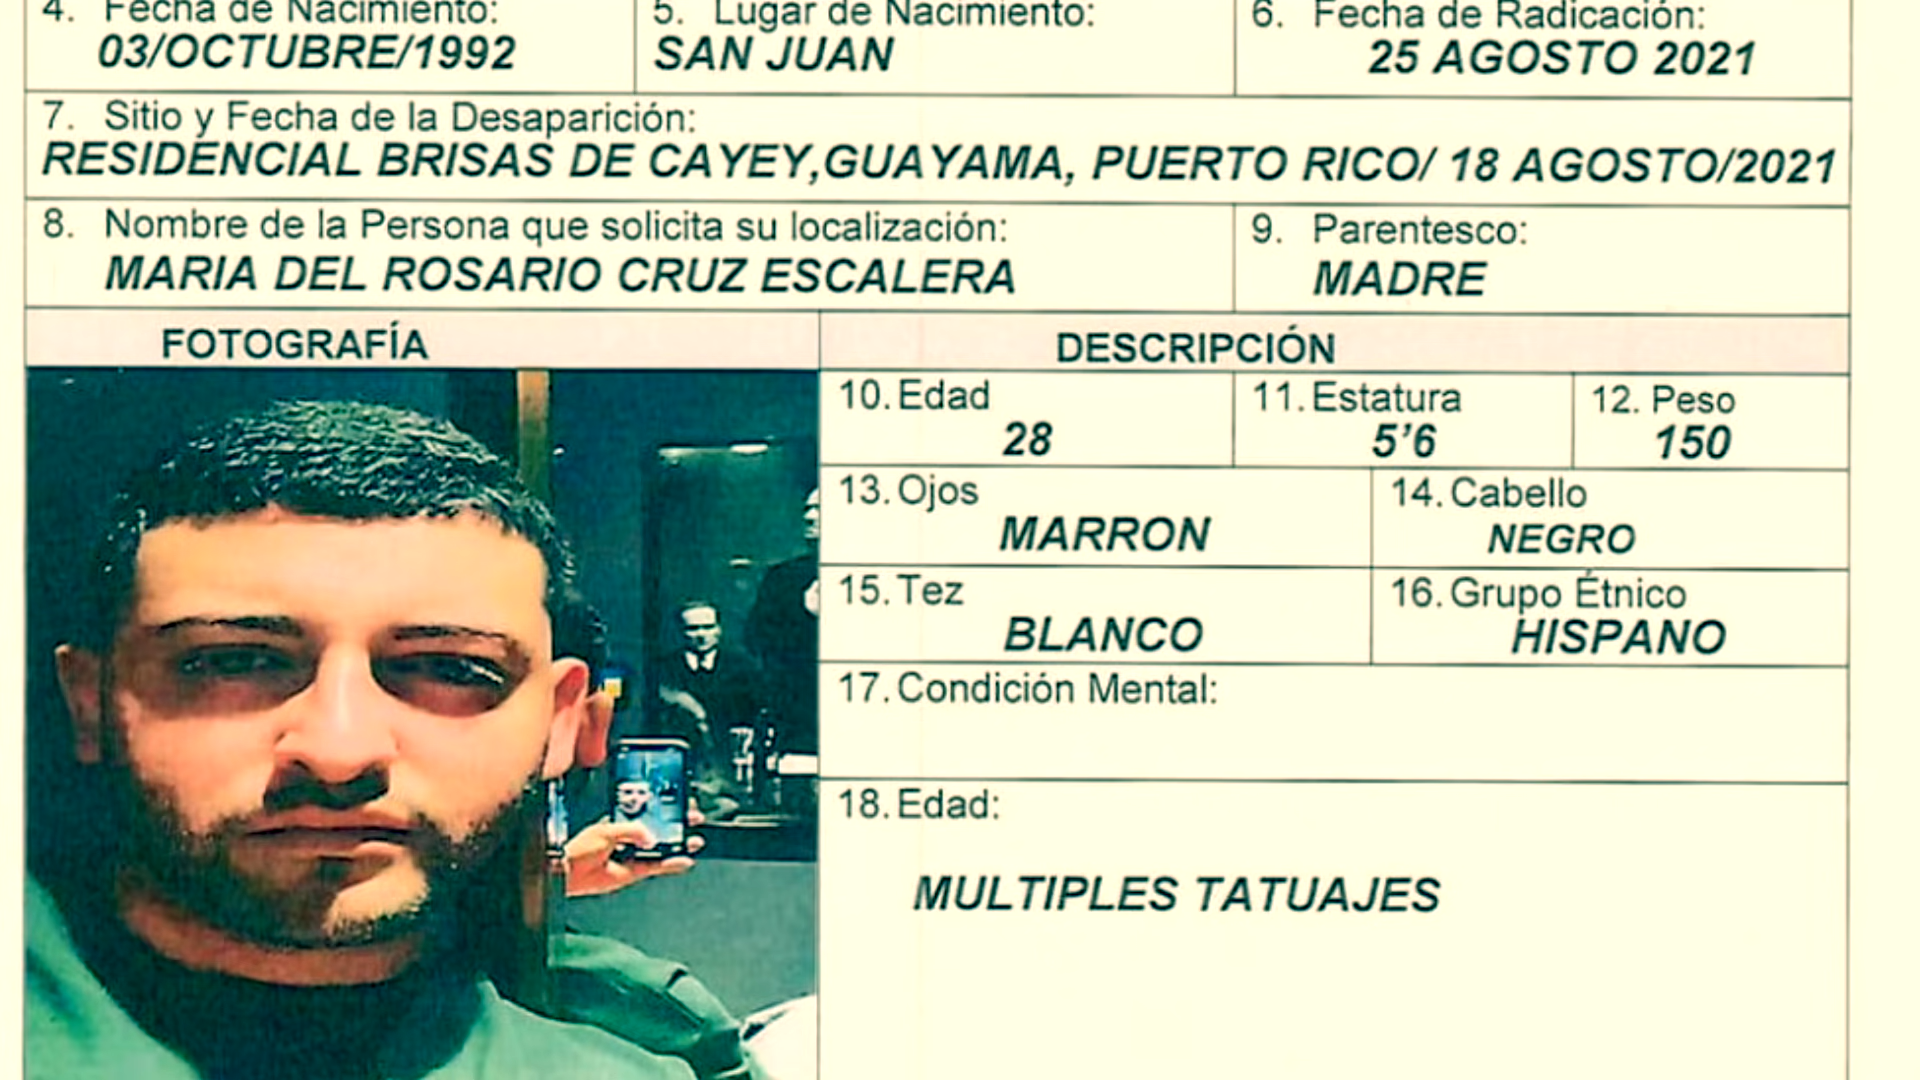 4. Fecha de Nacimiento:
03/OCTUBRE/1992
5. Lugar de Nacimiento:
SAN JUAN
6. Fecha de Radicación:
25 AGOSTO 2021
7. Sitio y Fecha de la Desaparición:
RESIDENCIAL BRISAS DE CAYEY,GUAYAMA, PUERTO RICO/ 18 AGOSTO/2021
8. Nombre de la Persona que solicita su localización:
MARIA DEL ROSARIO CRUZ ESCALERA
9. Parentesco:
MADRE
FOTOGRAFÍA
DESCRIPCIÓN
10. Edad
28
11. Estatura
5’6
12. Peso
150
13. Ojos
MARRON
14. Cabello
NEGRO
15. Tez
BLANCO
16. Grupo Étnico
HISPANO
17. Condición Mental:
18. Edad:
MULTIPLES TATUAJES